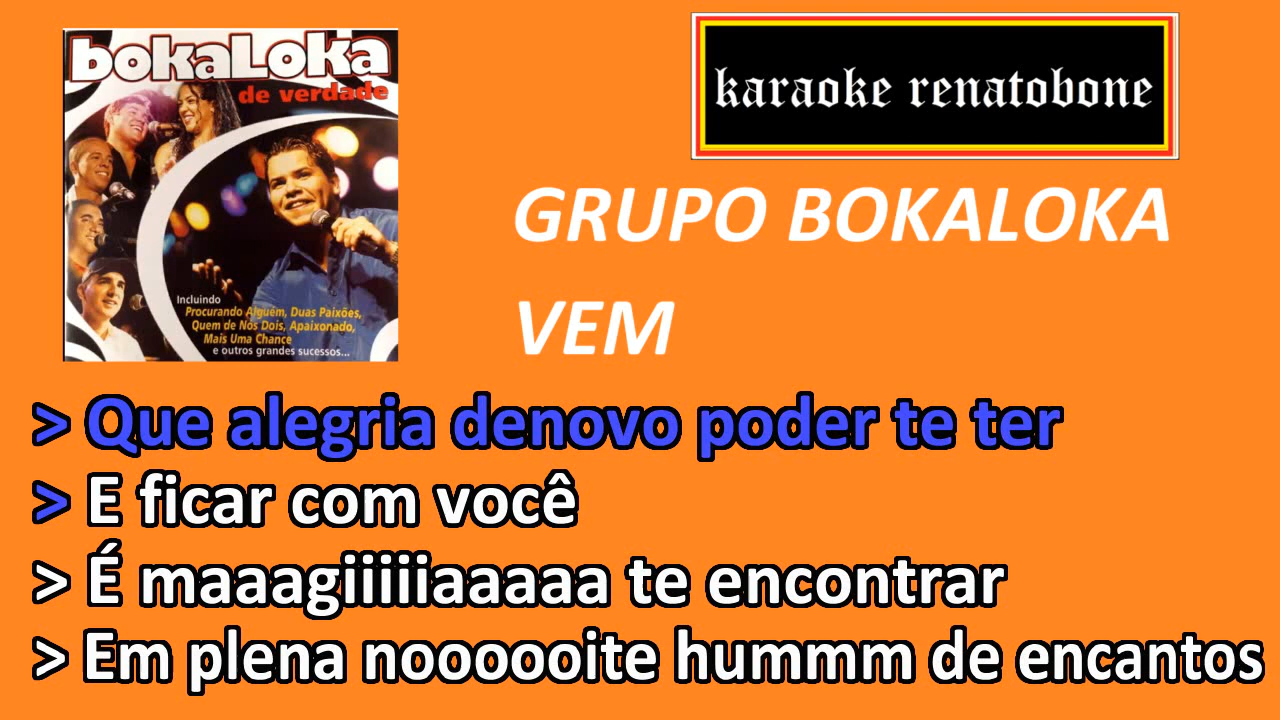 bokaLoka
de verdade
Incluindo
Procurando Alguém, Duas Paixões,
Quem de Nós Dois, Apaixonado,
Mais Uma Chance
e outros grandes sucessos...
karaoke renatobone
GRUPO BOKALOKA
VEM
> Que alegria denovo poder te ter
> E ficar com você
> É maaagiiiiiaaaaa te encontrar
> Em plena noooooite hummm de encantos